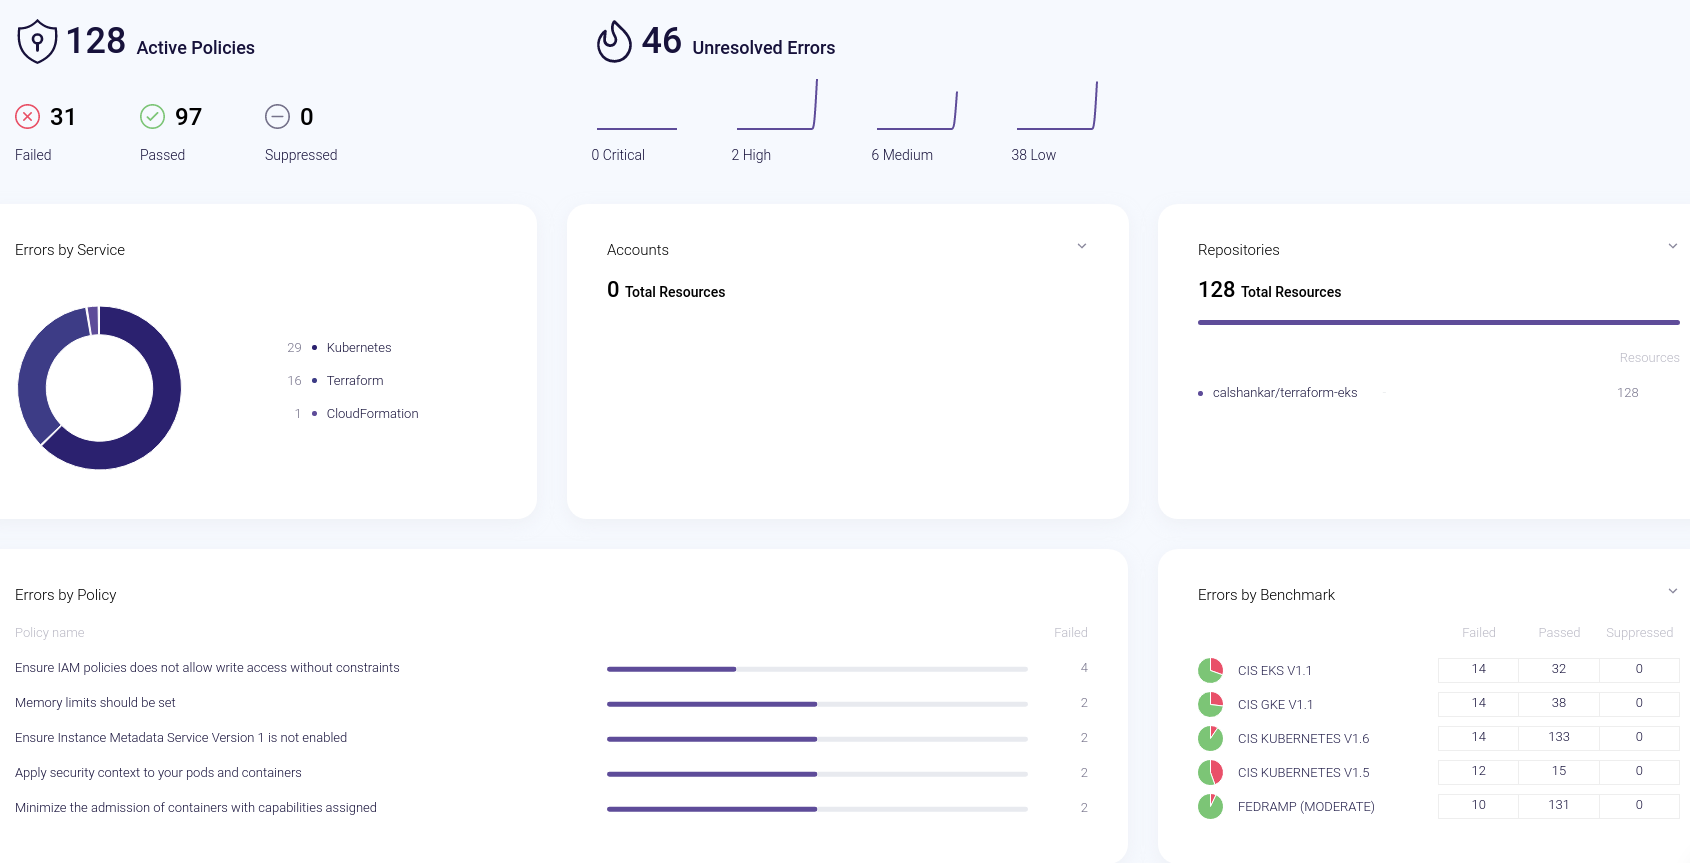 128 Active Policies
46 Unresolved Errors
31
97
0
Failed
Passed
Suppressed
0 Critical
2 High
6 Medium
38 Low
Errors by Service
29 Kubernetes
16 Terraform
1 CloudFormation
Accounts
0 Total Resources
Repositories
128 Total Resources
Resources
calshankar/terraform-eks 128
Errors by Policy
Policy name Failed
Ensure IAM policies does not allow write access without constraints 4
Memory limits should be set 2
Ensure Instance Metadata Service Version 1 is not enabled 2
Apply security context to your pods and containers 2
Minimize the admission of containers with capabilities assigned 2
Errors by Benchmark
Failed Passed Suppressed
CIS EKS V1.1 14 32 0
CIS GKE V1.1 14 38 0
CIS KUBERNETES V1.6 14 133 0
CIS KUBERNETES V1.5 12 15 0
FEDRAMP (MODERATE) 10 131 0